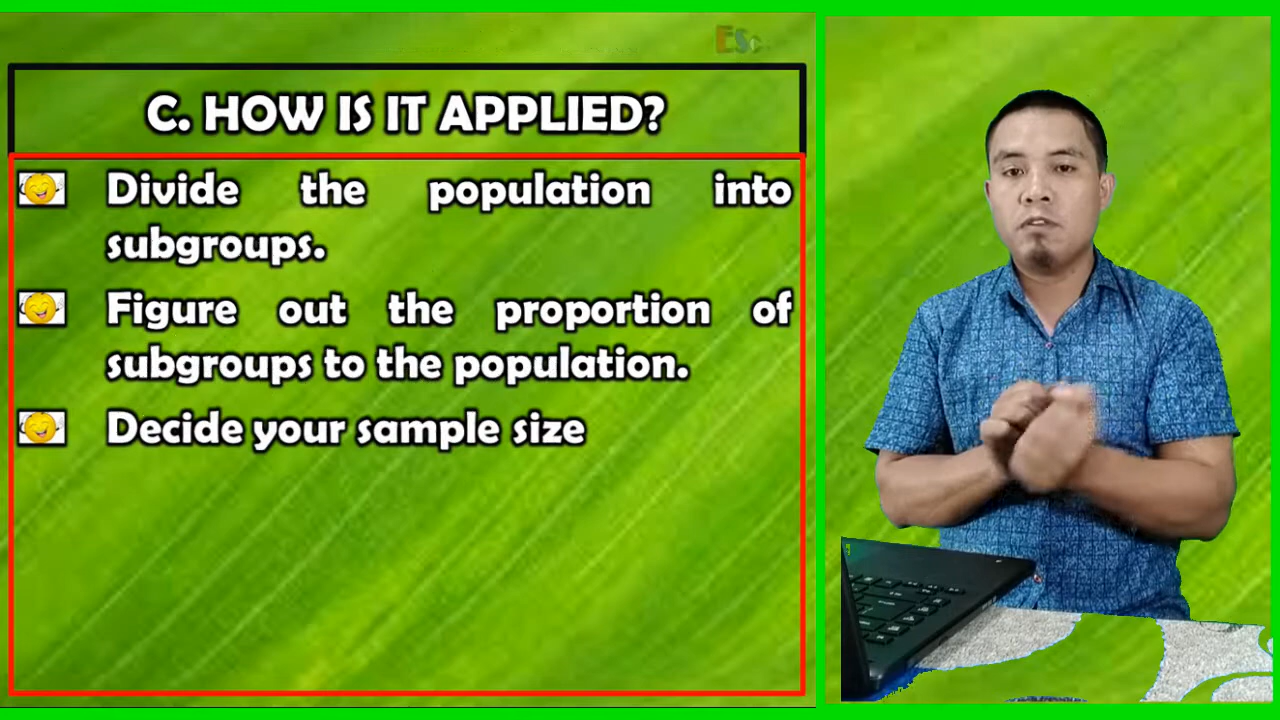 ESc
C. HOW IS IT APPLIED?
Divide the population into
subgroups.
Figure out the proportion of
subgroups to the population.
Decide your sample size